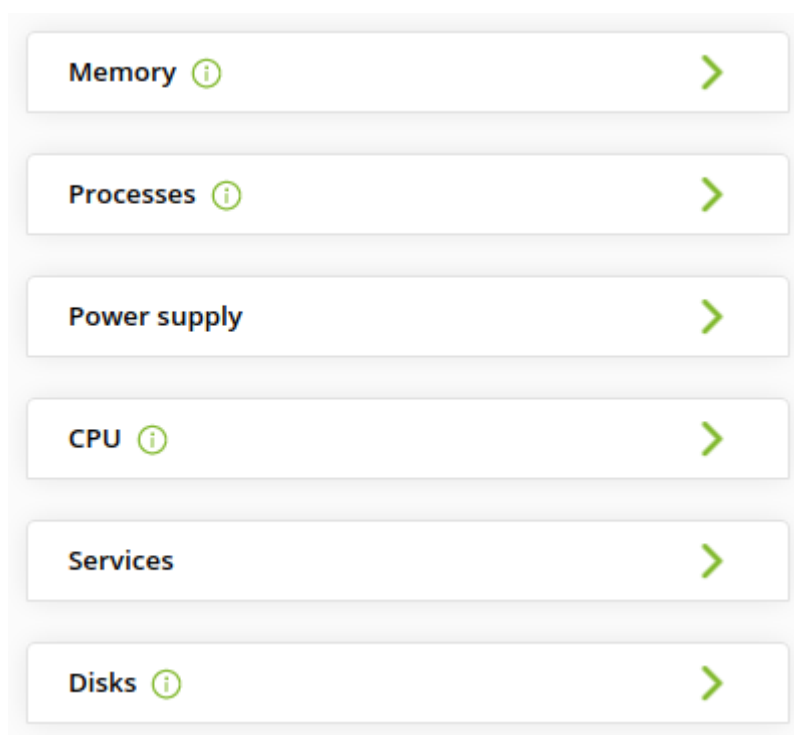 Memory
Processes
Power supply
CPU
Services
Disks